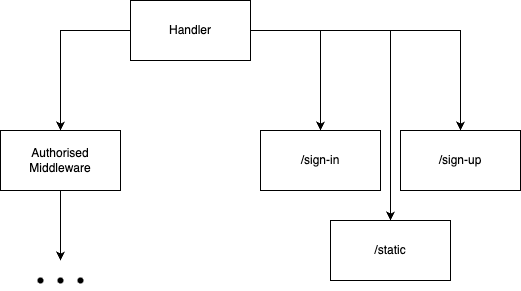 Handler
Authorised
Middleware
/sign-in
/sign-up
/static